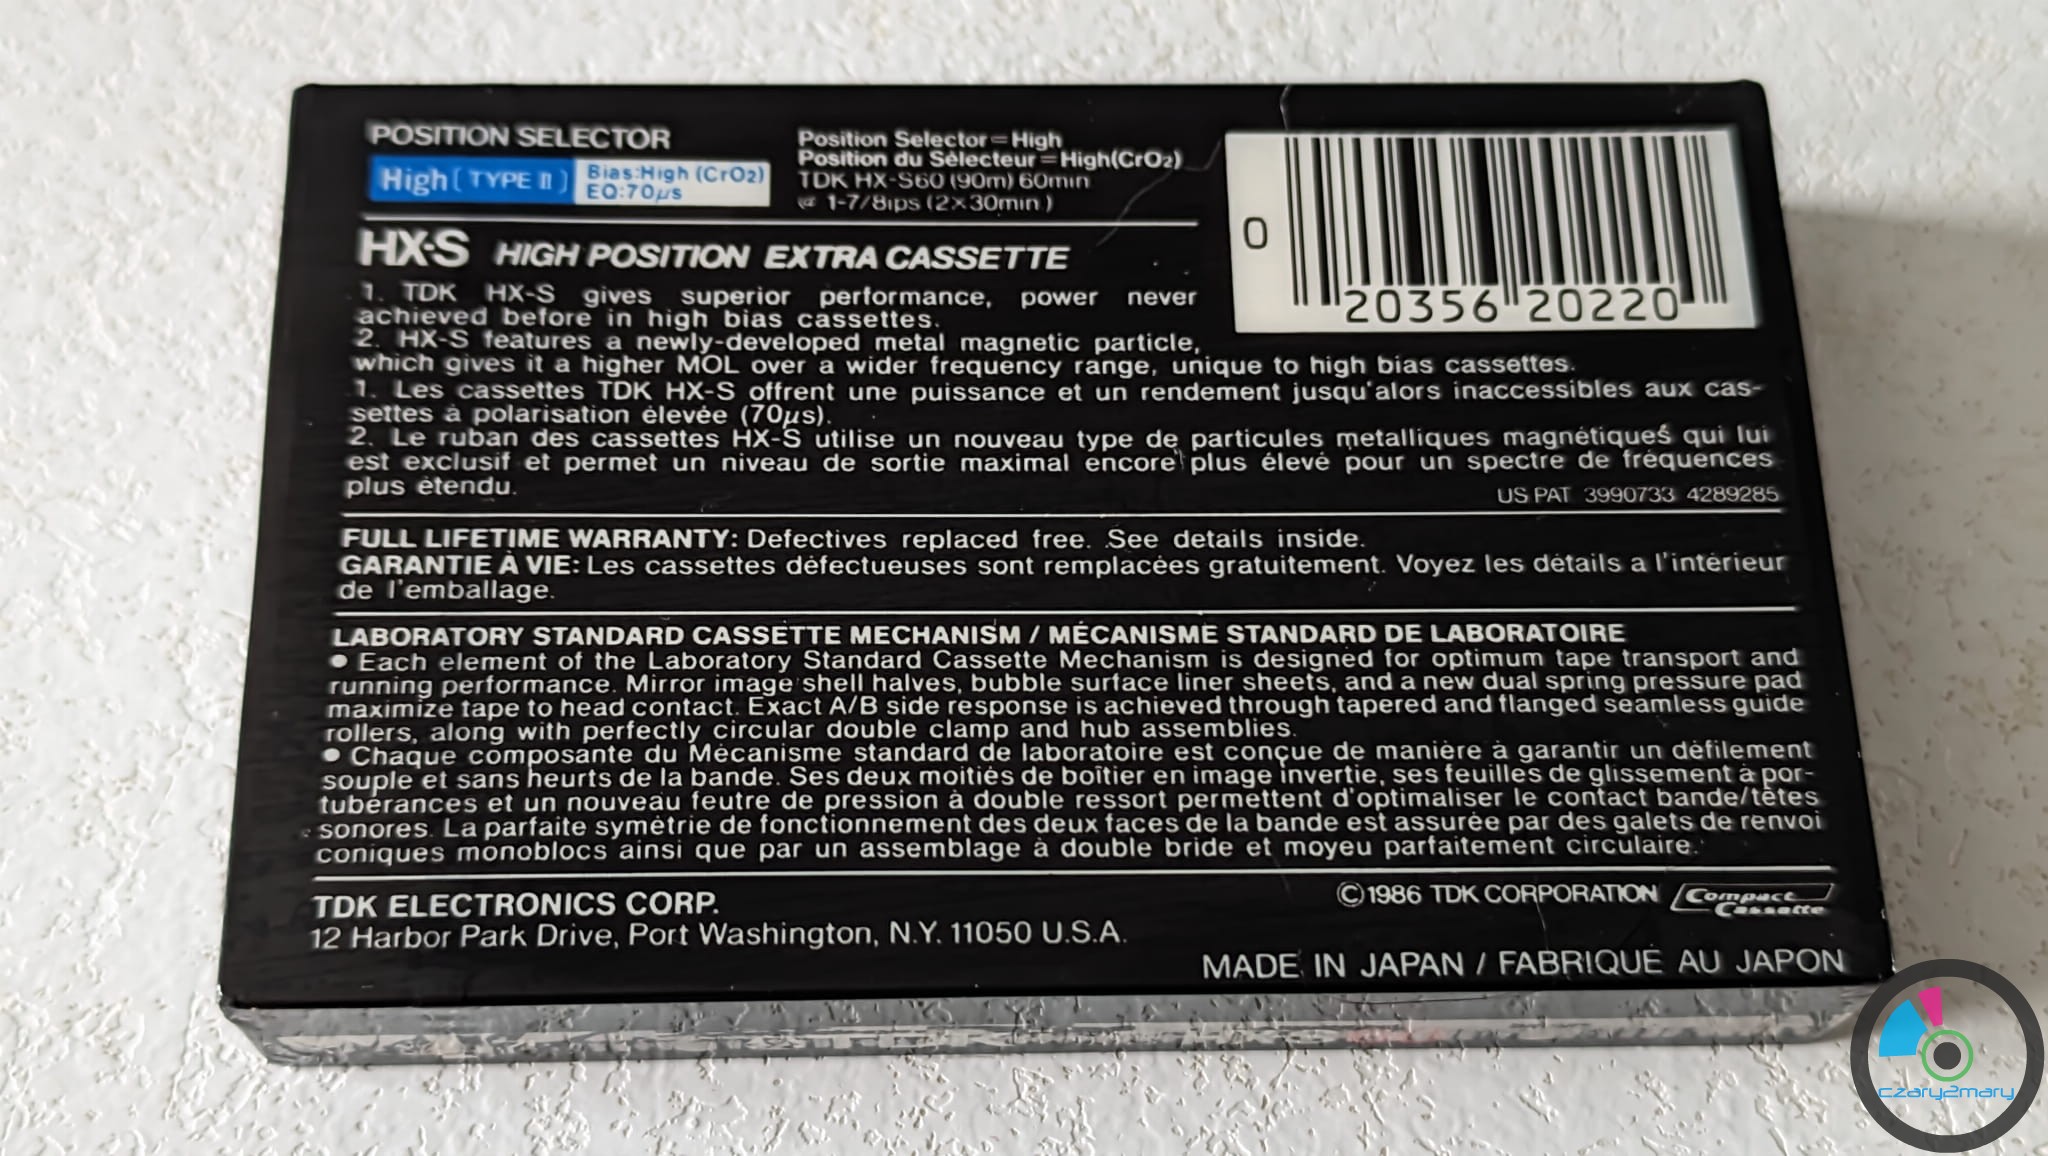 POSITION SELECTOR
High [TYPE II]
Bias:High (CrO2)
EQ:70μs
Position Selector=High
Position du Sélecteur=High(CrO2)
TDK HX-S60 (90m) 60min
@ 1-7/8ips (2×30min)
0
20356 20220
HX-S HIGH POSITION EXTRA CASSETTE
1. TDK HX-S gives superior performance, power never
achieved before in high bias cassettes.
2. HX-S features a newly-developed metal magnetic particle,
which gives it a higher MOL over a wider frequency range, unique to high bias cassettes.
1. Les cassettes TDK HX-S offrent une puissance et un rendement jusqu'alors inaccessibles aux cas-
settes à polarisation élevée (70μs).
2. Le ruban des cassettes HX-S utilise un nouveau type de particules metalliques magnétiques qui lui
est exclusif et permet un niveau de sortie maximal encore plus élevé pour un spectre de fréquences
plus étendu.
US PAT 3990733 4289285
FULL LIFETIME WARRANTY: Defectives replaced free. See details inside.
GARANTIE À VIE: Les cassettes défectueuses sont remplacées gratuitement. Voyez les détails a l'intérieur
de l'emballage.
LABORATORY STANDARD CASSETTE MECHANISM / MÉCANISME STANDARD DE LABORATOIRE
● Each element of the Laboratory Standard Cassette Mechanism is designed for optimum tape transport and
running performance. Mirror image shell halves, bubble surface liner sheets, and a new dual spring pressure pad
maximize tape to head contact. Exact A/B side response is achieved through tapered and flanged seamless guide
rollers, along with perfectly circular double clamp and hub assemblies.
● Chaque composante du Mécanisme standard de laboratoire est conçue de manière à garantir un défilement
souple et sans heurts de la bande. Ses deux moitiés de boîtier en image invertie, ses feuilles de glissement à por-
tubérances et un nouveau feutre de pression à double ressort permettent d'optimaliser le contact bande/têtes
sonores. La parfaite symétrie de fonctionnement des deux faces de la bande est assurée par des galets de renvoi
coniques monoblocs ainsi que par un assemblage à double bride et moyeu parfaitement circulaire.
TDK ELECTRONICS CORP.
12 Harbor Park Drive, Port Washington, N.Y. 11050 U.S.A.
©1986 TDK CORPORATION
Compact
Cassette
MADE IN JAPAN / FABRIQUÉ AU JAPON
czary2mary